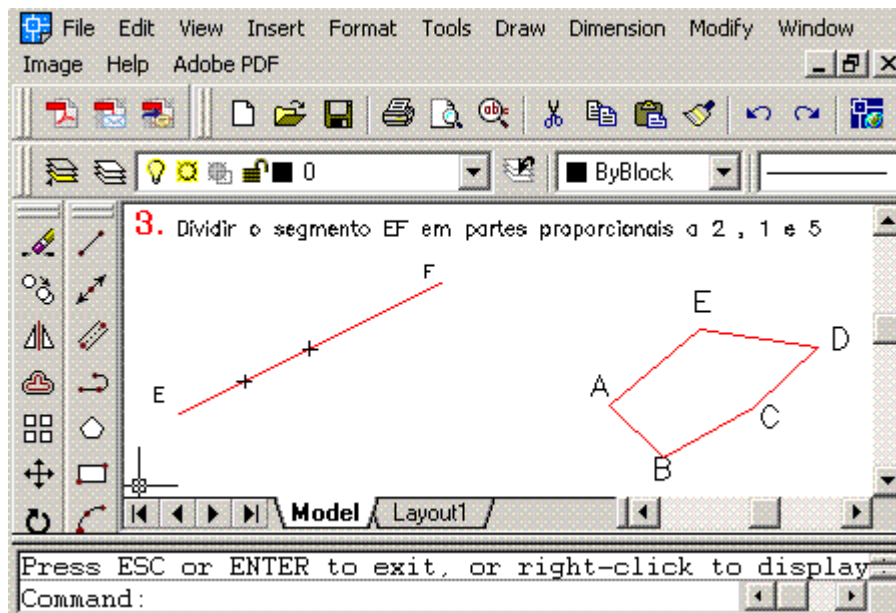 File Edit View Insert Format Tools Draw Dimension Modify Window
Image Help Adobe PDF
0 ByBlock
3. Dividir o segmento EF em partes proporcionais a 2 , 1 e 5
F
E
D
E
A
C
B
Model Layout1
Press ESC or ENTER to exit, or right-click to display
Command: